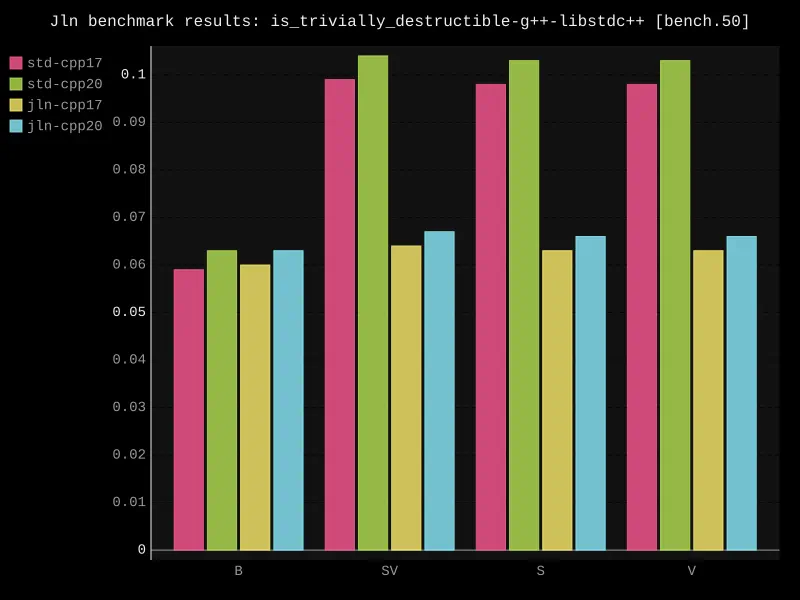 Jln benchmark results: is_trivially_destructible-g++-libstdc++ [bench.50]
std-cpp17
std-cpp20
jln-cpp17
jln-cpp20
0.1
0.09
0.08
0.07
0.06
0.05
0.04
0.03
0.02
0.01
0
B SV S V